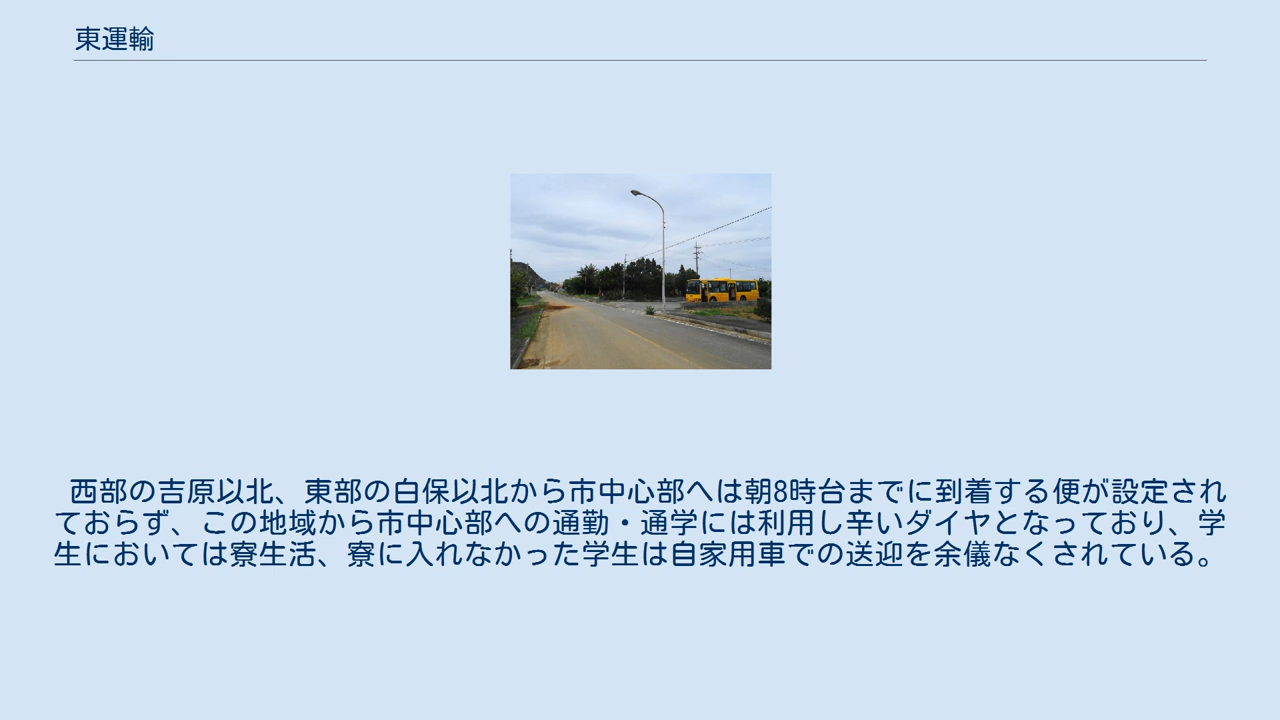 東運輸
西部の吉原以北、東部の白保以北から市中心部へは朝8時台までに到着する便が設定され
ておらず、この地域から市中心部への通勤・通学には利用し辛いダイヤとなっており、学
生においては寮生活、寮に入れなかった学生は自家用車での送迎を余儀なくされている。